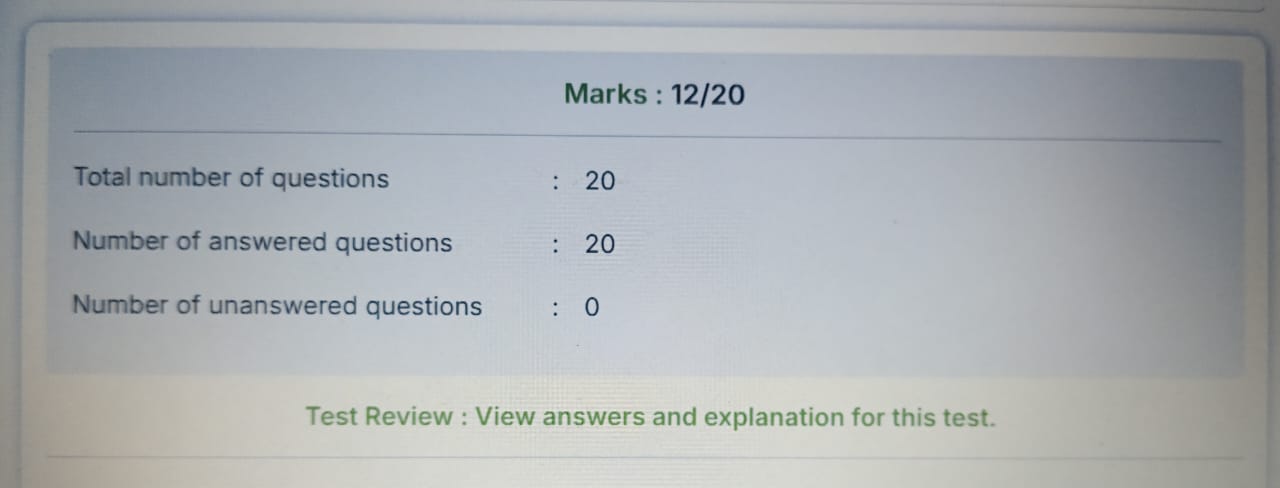 Marks : 12/20
Total number of questions : 20
Number of answered questions : 20
Number of unanswered questions : 0
Test Review : View answers and explanation for this test.